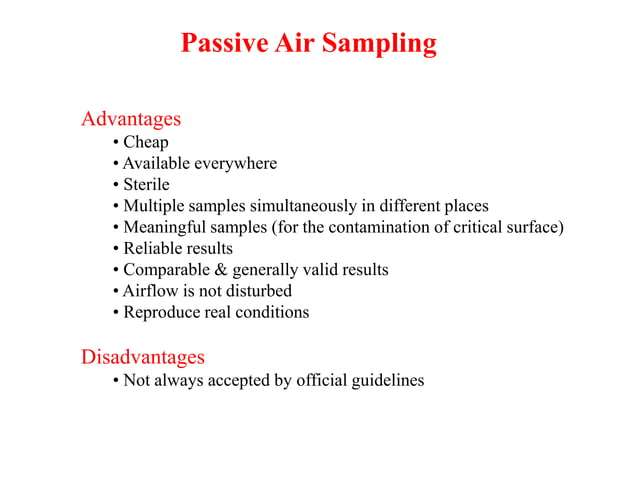 Passive Air Sampling
Advantages
• Cheap
• Available everywhere
• Sterile
• Multiple samples simultaneously in different places
• Meaningful samples (for the contamination of critical surface)
• Reliable results
• Comparable & generally valid results
• Airflow is not disturbed
• Reproduce real conditions
Disadvantages
• Not always accepted by official guidelines